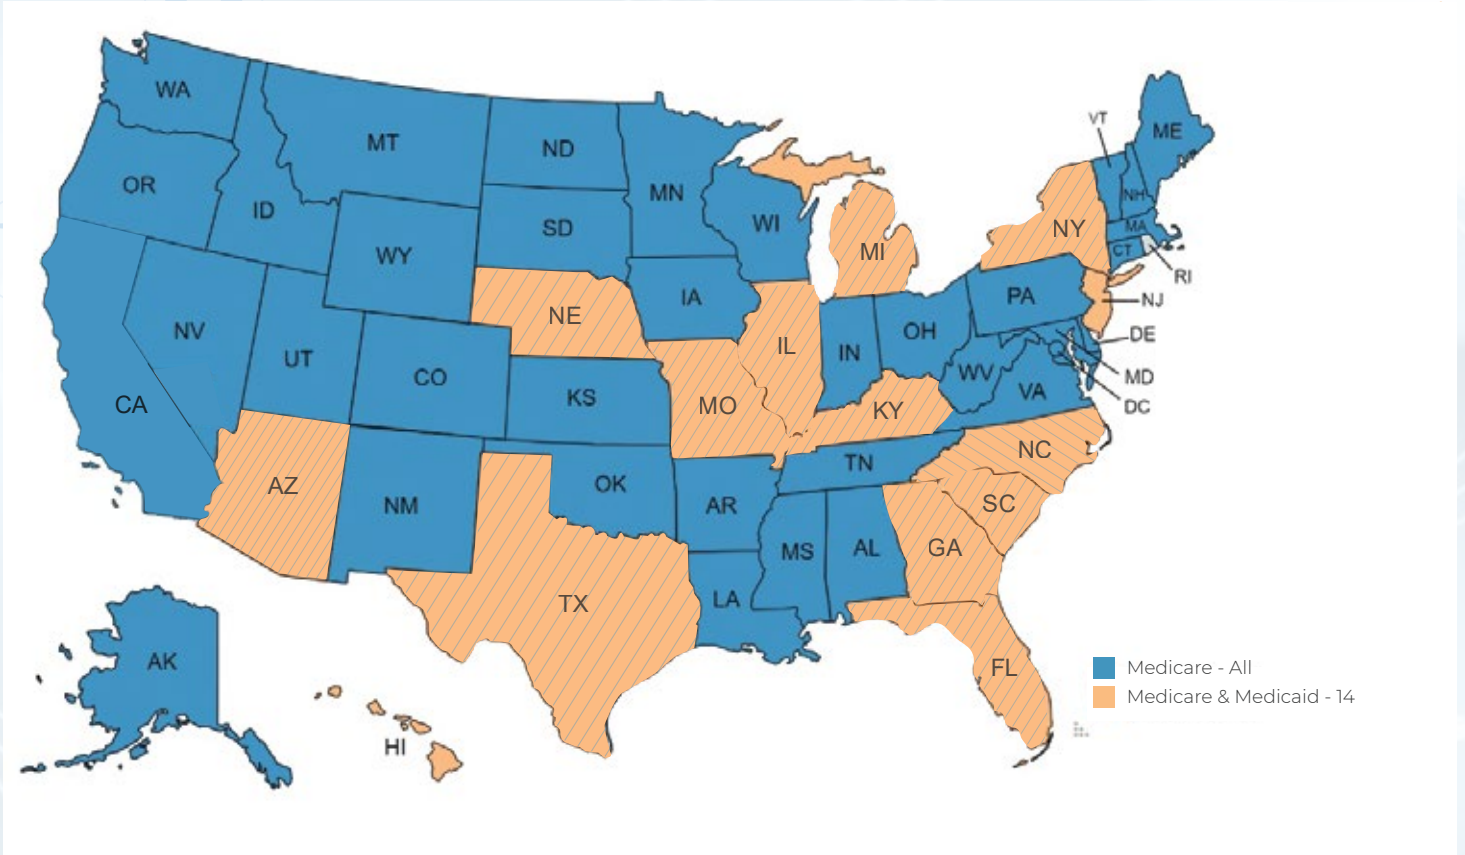 WA
MT
ND
MN
OR
ID
SD
WI
WY
MI
NY
VT
ME
NH
MA
CT
RI
NE
IA
PA
NJ
NV
UT
CO
IL
IN
OH
DE
WV
VA
MD
DC
CA
KS
MO
KY
AZ
NM
OK
AR
TN
NC
SC
MS
AL
GA
TX
LA
FL
AK
HI
Medicare - All
Medicare & Medicaid - 14